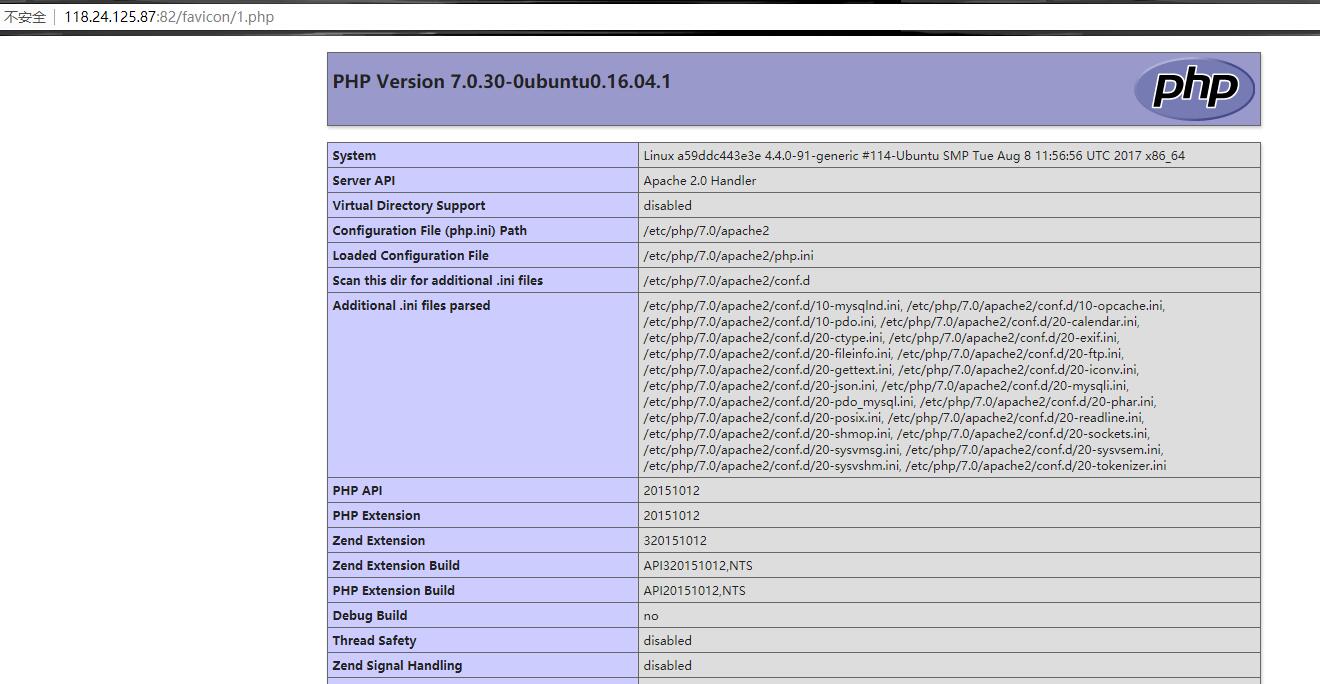 不安全 118.24.125.87:82/favicon/1.php
PHP Version 7.0.30-0ubuntu0.16.04.1
php
System Linux a59ddc443e3e 4.4.0-91-generic #114-Ubuntu SMP Tue Aug 8 11:56:56 UTC 2017 x86_64
Server API Apache 2.0 Handler
Virtual Directory Support disabled
Configuration File (php.ini) Path /etc/php/7.0/apache2
Loaded Configuration File /etc/php/7.0/apache2/php.ini
Scan this dir for additional .ini files /etc/php/7.0/apache2/conf.d
Additional .ini files parsed /etc/php/7.0/apache2/conf.d/10-mysqlnd.ini, /etc/php/7.0/apache2/conf.d/10-opcache.ini,
/etc/php/7.0/apache2/conf.d/10-pdo.ini, /etc/php/7.0/apache2/conf.d/20-calendar.ini,
/etc/php/7.0/apache2/conf.d/20-ctype.ini, /etc/php/7.0/apache2/conf.d/20-exif.ini,
/etc/php/7.0/apache2/conf.d/20-fileinfo.ini, /etc/php/7.0/apache2/conf.d/20-ftp.ini,
/etc/php/7.0/apache2/conf.d/20-gettext.ini, /etc/php/7.0/apache2/conf.d/20-iconv.ini,
/etc/php/7.0/apache2/conf.d/20-json.ini, /etc/php/7.0/apache2/conf.d/20-mysqli.ini,
/etc/php/7.0/apache2/conf.d/20-pdo_mysql.ini, /etc/php/7.0/apache2/conf.d/20-phar.ini,
/etc/php/7.0/apache2/conf.d/20-posix.ini, /etc/php/7.0/apache2/conf.d/20-readline.ini,
/etc/php/7.0/apache2/conf.d/20-shmop.ini, /etc/php/7.0/apache2/conf.d/20-sockets.ini,
/etc/php/7.0/apache2/conf.d/20-sysvmsg.ini, /etc/php/7.0/apache2/conf.d/20-sysvsem.ini,
/etc/php/7.0/apache2/conf.d/20-sysvshm.ini, /etc/php/7.0/apache2/conf.d/20-tokenizer.ini
PHP API 20151012
PHP Extension 20151012
Zend Extension 320151012
Zend Extension Build API320151012,NTS
PHP Extension Build API20151012,NTS
Debug Build no
Thread Safety disabled
Zend Signal Handling disabled